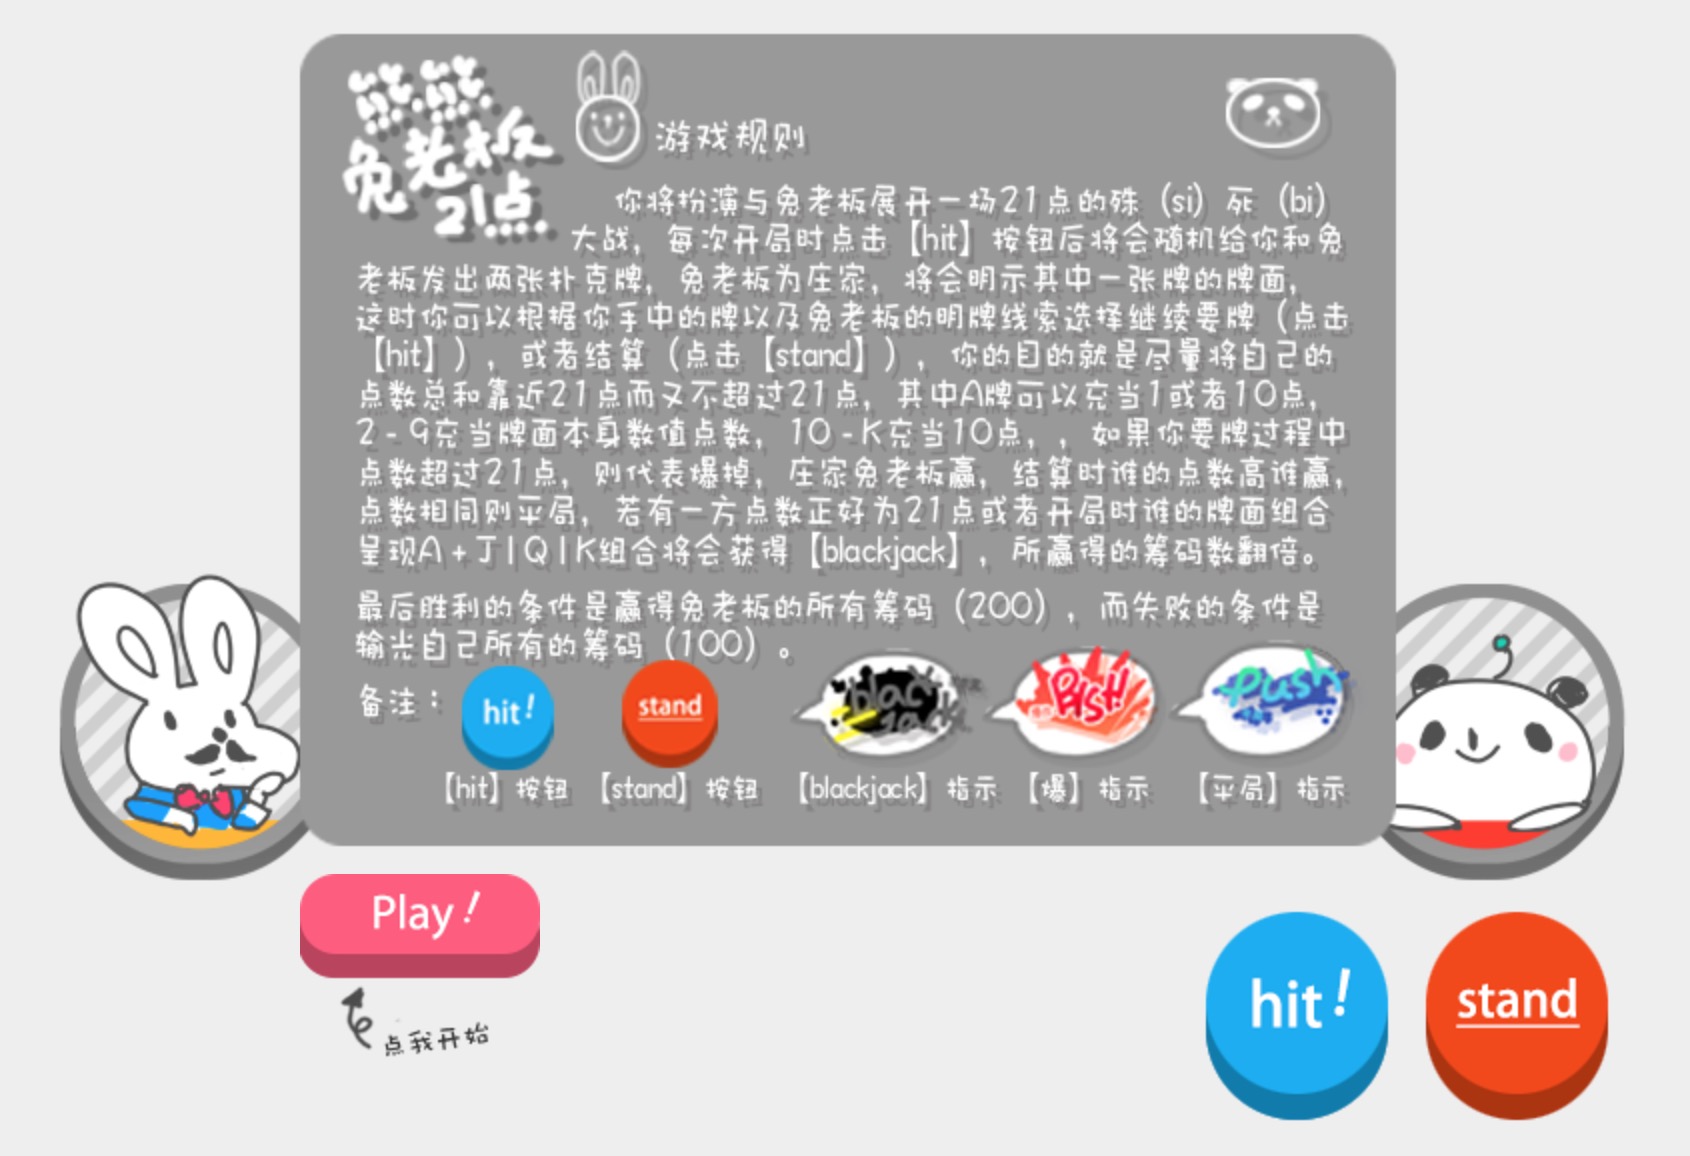 熊熊
兔老板
21点
游戏规则
你将扮演与兔老板展开一场21点的殊（si）死（bi）
大战，每次开局时点击【hit】按钮后将会随机给你和兔
老板发出两张扑克牌，兔老板为庄家，将会明示其中一张牌的牌面，
这时你可以根据你手中的牌以及兔老板的明牌线索选择继续要牌（点击
【hit】），或者结算（点击【stand】），你的目的就是尽量将自己的
点数总和靠近21点而又不超过21点，其中A牌可以充当1或者10点，
2-9充当牌面本身数值点数，10-K充当10点，，如果你要牌过程中
点数超过21点，则代表爆掉，庄家兔老板赢，结算时谁的点数高谁赢，
点数相同则平局，若有一方点数正好为21点或者开局时谁的牌面组合
呈现A+J|Q|K组合将会获得【blackjack】，所赢得的筹码数翻倍。
最后胜利的条件是赢得兔老板的所有筹码（200），而失败的条件是
输光自己所有的筹码（100）。
备注：
hit!
stand
blac
jack
push
【hit】按钮
【stand】按钮
【blackjack】指示
【爆】指示
【平局】指示
Play!
点我开始
hit!
stand